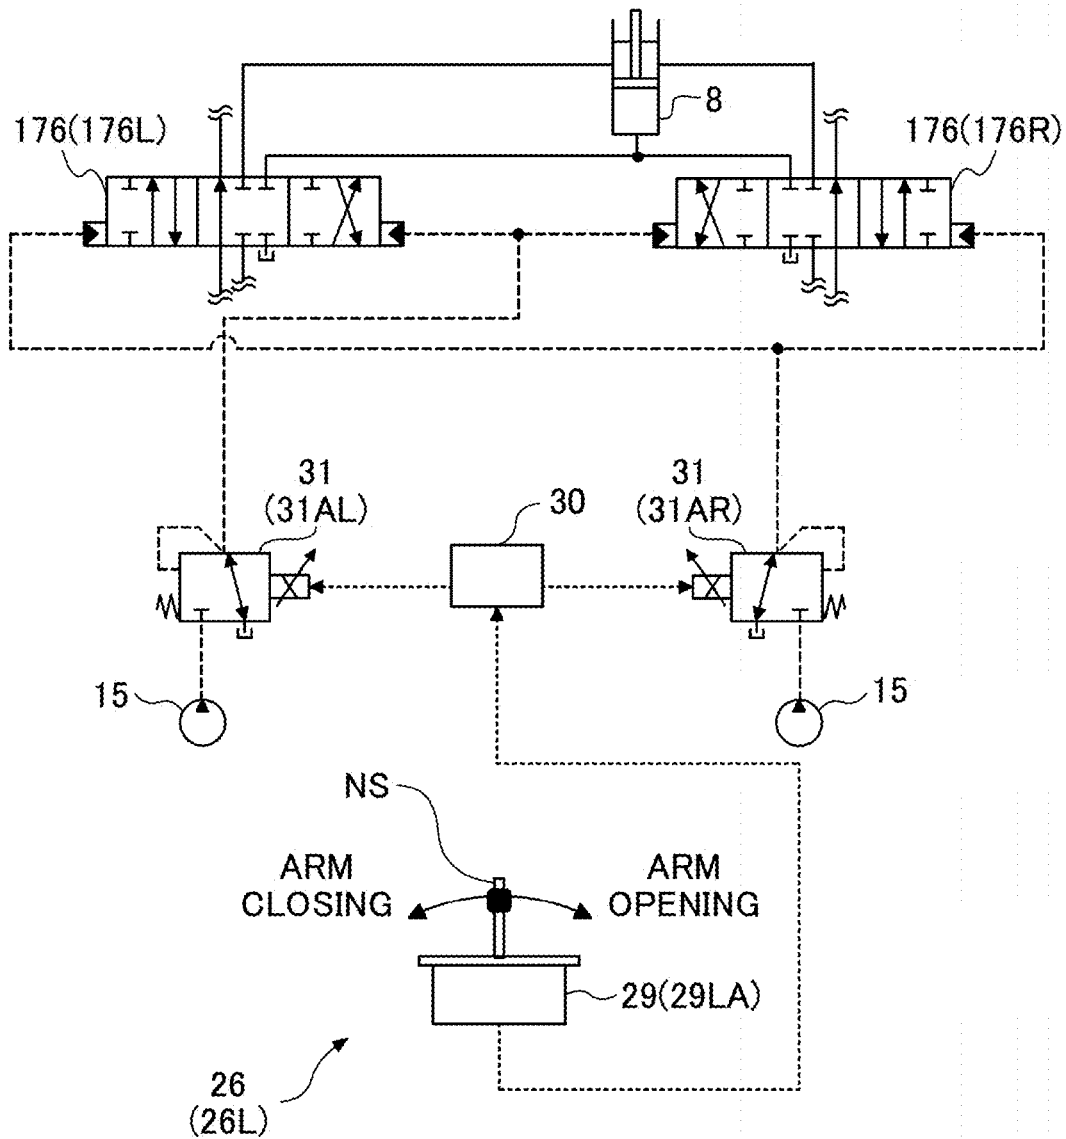 8
176(176L)
176(176R)
31
(31AL)
30
31
(31AR)
15
15
NS
ARM
CLOSING
ARM
OPENING
29(29LA)
26
(26L)